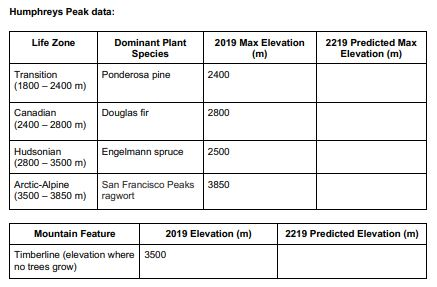 Humphreys Peak data:
Life Zone
Dominant Plant
Species
2019 Max Elevation
(m)
2219 Predicted Max
Elevation (m)
Transition
(1800 – 2400 m)
Ponderosa pine
2400
Canadian
(2400 – 2800 m)
Douglas fir
2800
Hudsonian
(2800 – 3500 m)
Engelmann spruce
2500
Arctic-Alpine
(3500 – 3850 m)
San Francisco Peaks
ragwort
3850
Mountain Feature
2019 Elevation (m)
2219 Predicted Elevation (m)
Timberline (elevation where
no trees grow)
3500